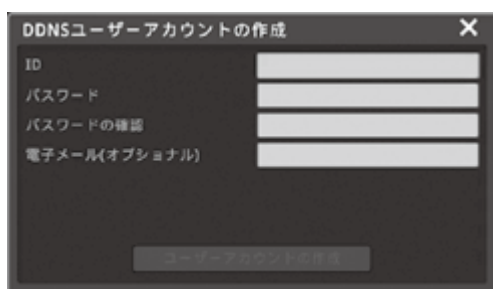 DDNSユーザーアカウントの作成
ID
パスワード
パスワードの確認
電子メール(オプショナル)
ユーザーアカウントの作成